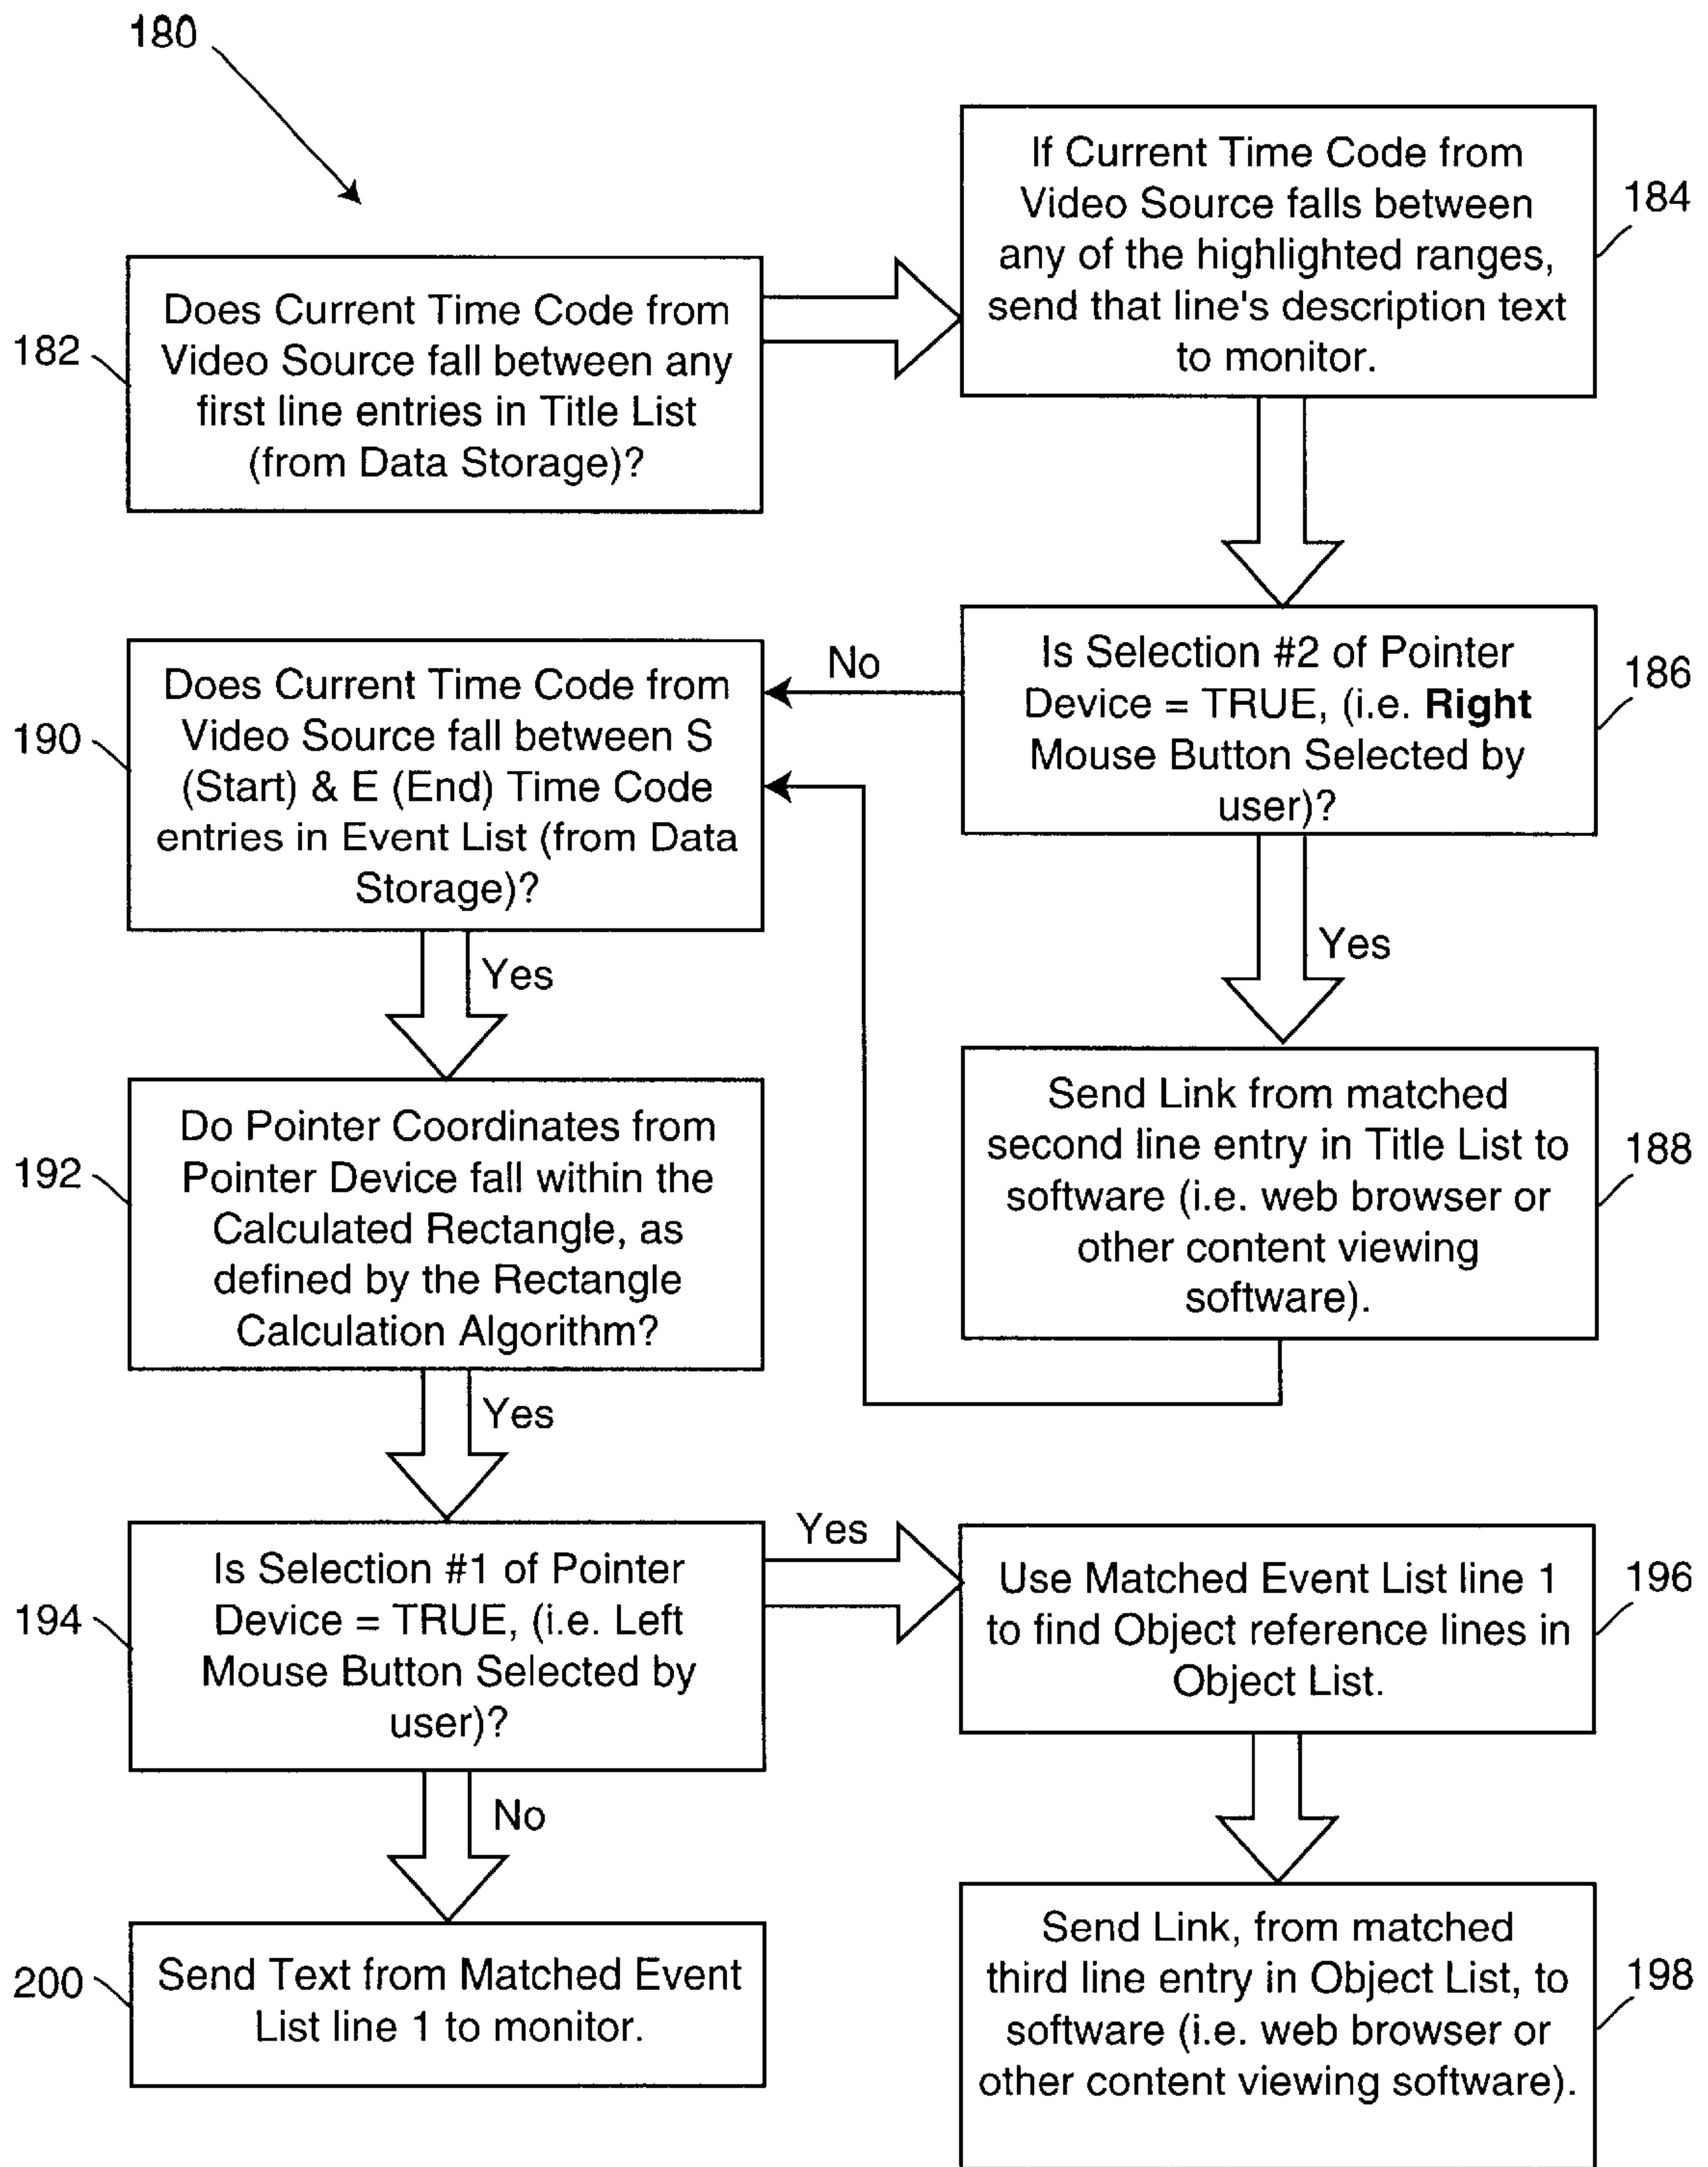 180
182
Does Current Time Code from
Video Source fall between any
first line entries in Title List
(from Data Storage)?
If Current Time Code from
Video Source falls between
any of the highlighted ranges,
send that line's description text
to monitor.
184
Is Selection #2 of Pointer
Device = TRUE, (i.e. Right
Mouse Button Selected by
user)?
186
No
Yes
Send Link from matched
second line entry in Title List to
software (i.e. web browser or
other content viewing
software).
188
190
Does Current Time Code from
Video Source fall between S
(Start) & E (End) Time Code
entries in Event List (from Data
Storage)?
Yes
192
Do Pointer Coordinates from
Pointer Device fall within the
Calculated Rectangle, as
defined by the Rectangle
Calculation Algorithm?
Yes
194
Is Selection #1 of Pointer
Device = TRUE, (i.e. Left
Mouse Button Selected by
user)?
Yes
Use Matched Event List line 1
to find Object reference lines in
Object List.
196
Send Link, from matched
third line entry in Object List, to
software (i.e. web browser or
other content viewing software).
198
No
200
Send Text from Matched Event
List line 1 to monitor.